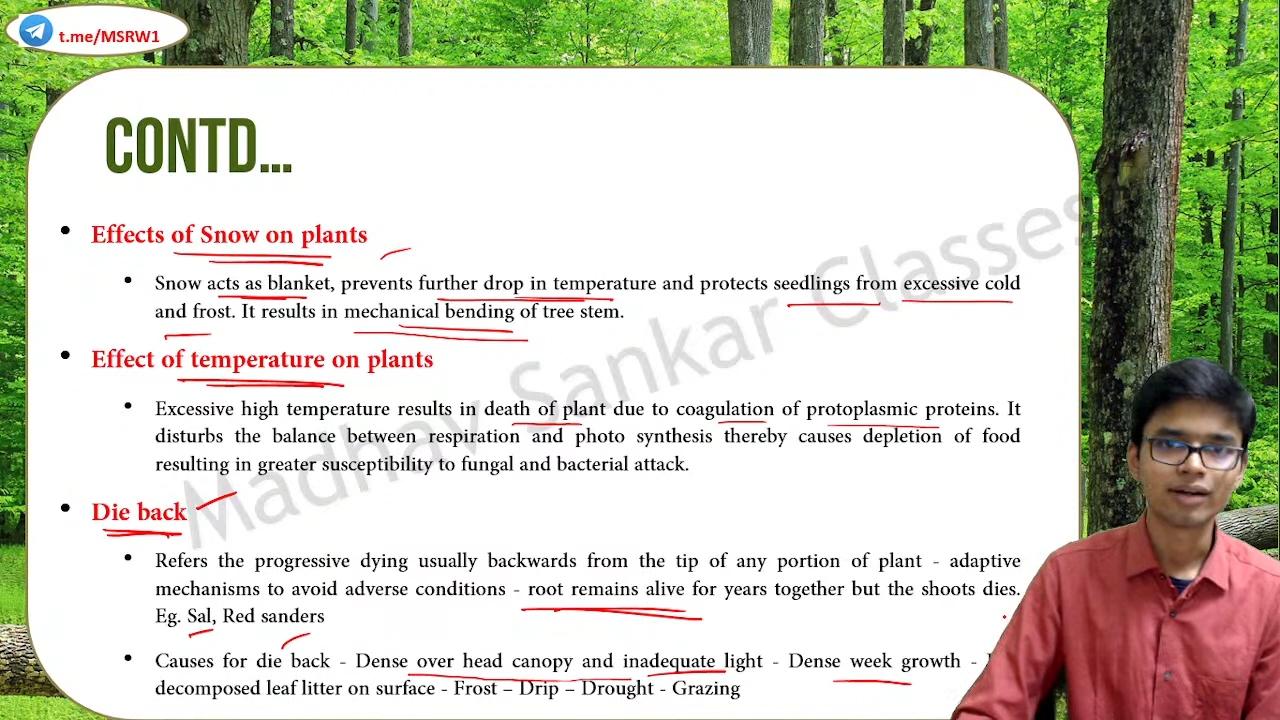 t.me/MSRW1
CONTD...
Effects of Snow on plants
Snow acts as blanket, prevents further drop in temperature and protects seedlings from excessive cold
and frost. It results in mechanical bending of tree stem.
Effect of temperature on plants
Excessive high temperature results in death of plant due to coagulation of protoplasmic proteins. It
disturbs the balance between respiration and photo synthesis thereby causes depletion of food
resulting in greater susceptibility to fungal and bacterial attack.
Die back
Refers the progressive dying usually backwards from the tip of any portion of plant - adaptive
mechanisms to avoid adverse conditions - root remains alive for years together but the shoots dies.
Eg. Sal, Red sanders
Causes for die back - Dense over head canopy and inadequate light - Dense week growth -
decomposed leaf litter on surface - Frost – Drip – Drought - Grazing
Madhav Sankar Classes